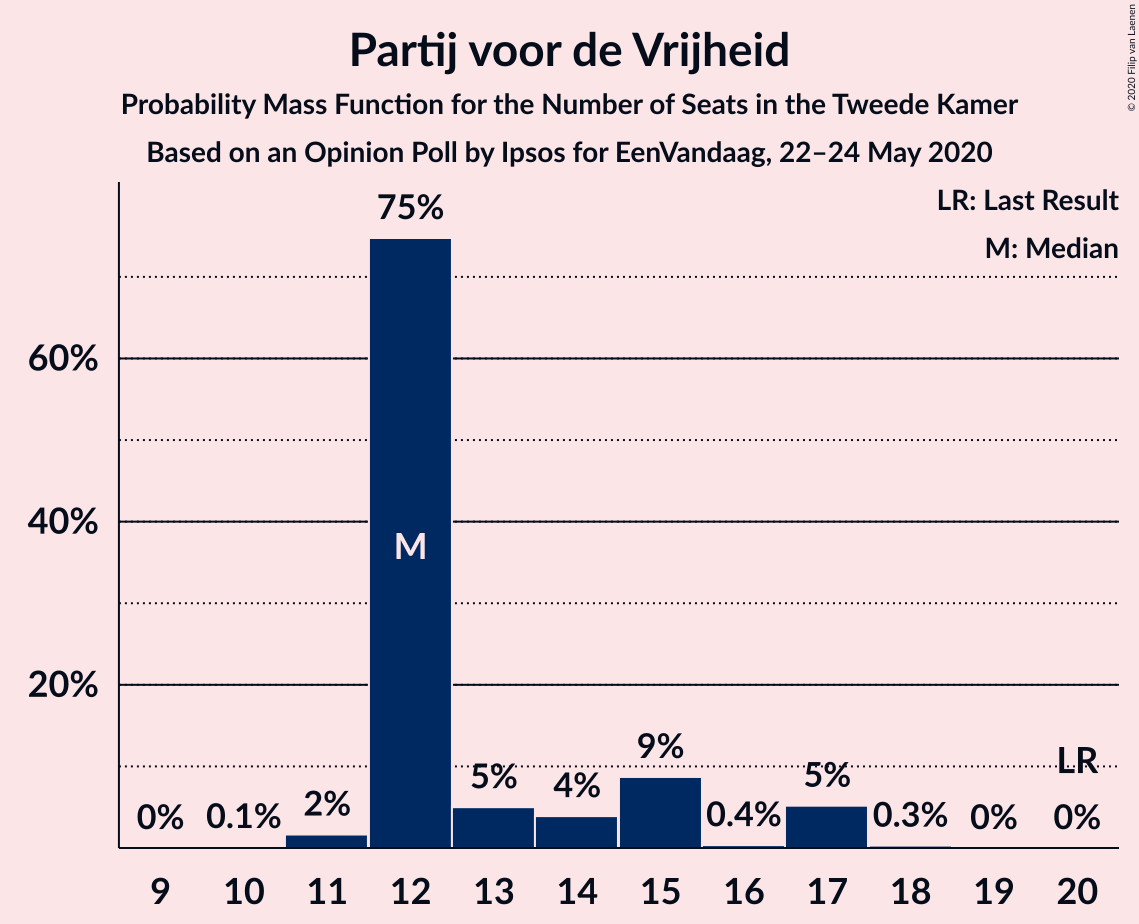 Partij voor de Vrijheid
Probability Mass Function for the Number of Seats in the Tweede Kamer
Based on an Opinion Poll by Ipsos for EenVandaag, 22–24 May 2020
© 2020 Filip van Laenen
LR: Last Result
M: Median
75%
60%
40%
20%
M
0%
0.1%
2%
5%
4%
9%
0.4%
5%
0.3%
0%
LR
0%
9 10 11 12 13 14 15 16 17 18 19 20